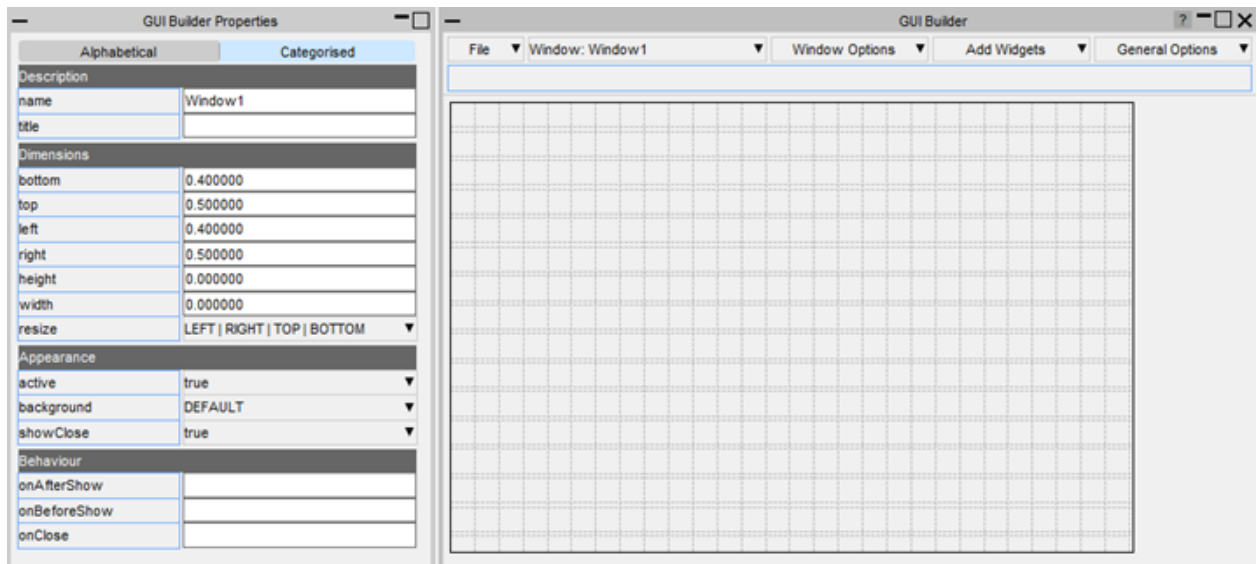 GUI Builder Properties
Alphabetical Categorised
Description
name Window1
title
Dimensions
bottom 0.400000
top 0.500000
left 0.400000
right 0.500000
height 0.000000
width 0.000000
resize LEFT | RIGHT | TOP | BOTTOM
Appearance
active true
background DEFAULT
showClose true
Behaviour
onAfterShow
onBeforeShow
onClose
GUI Builder ?
File Window: Window1 Window Options Add Widgets General Options